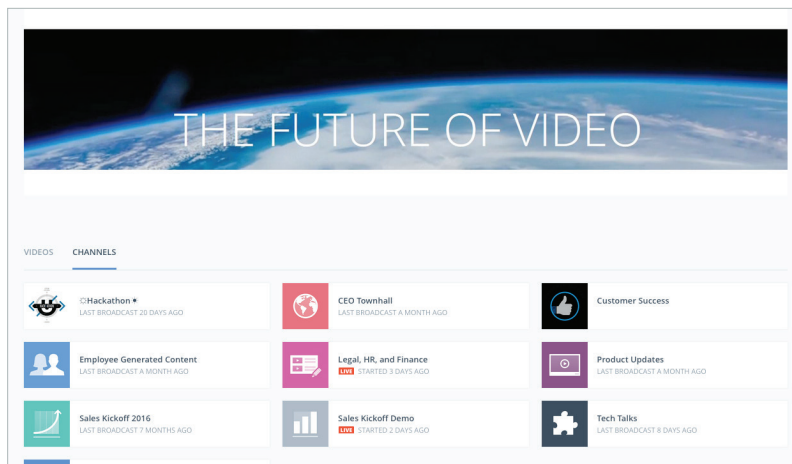 THE FUTURE OF VIDEO
VIDEOS CHANNELS
☼Hackathon ✶
LAST BROADCAST 20 DAYS AGO
CEO Townhall
LAST BROADCAST A MONTH AGO
Customer Success
Employee Generated Content
LAST BROADCAST A MONTH AGO
Legal, HR, and Finance
LIVE STARTED 3 DAYS AGO
Product Updates
LAST BROADCAST A MONTH AGO
Sales Kickoff 2016
LAST BROADCAST 7 MONTHS AGO
Sales Kickoff Demo
LIVE STARTED 2 DAYS AGO
Tech Talks
LAST BROADCAST 8 DAYS AGO